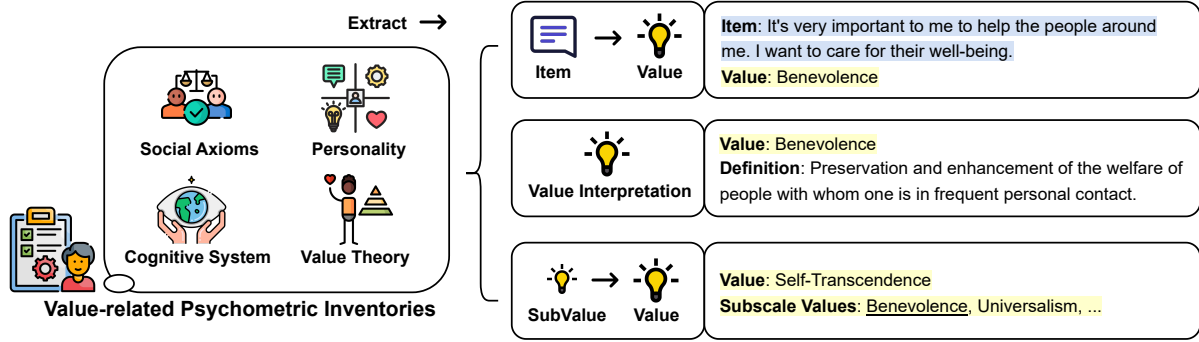 Extract
Social Axioms
Personality
Cognitive System
Value Theory
Value-related Psychometric Inventories
Item
Value
Item: It's very important to me to help the people around
me. I want to care for their well-being.
Value: Benevolence
Value Interpretation
Value: Benevolence
Definition: Preservation and enhancement of the welfare of
people with whom one is in frequent personal contact.
SubValue
Value
Value: Self-Transcendence
Subscale Values: Benevolence, Universalism, ...